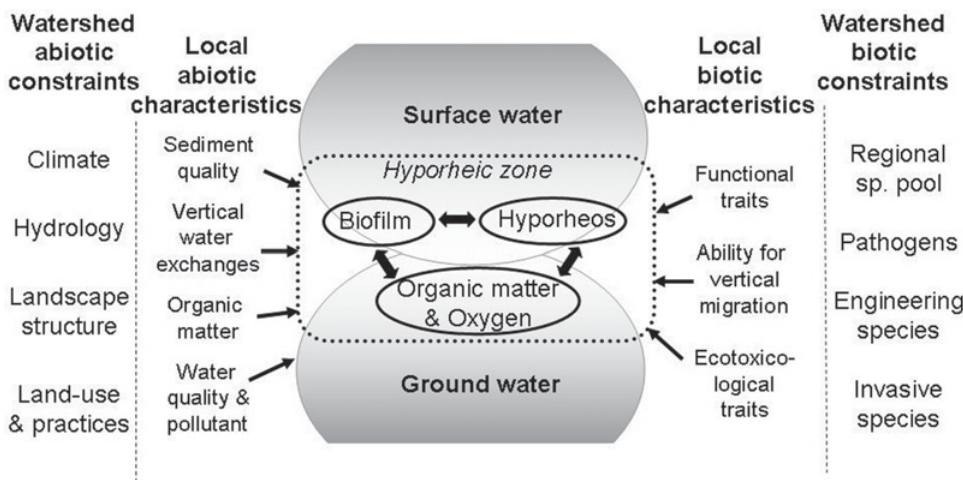 Watershed
abiotic
constraints
Climate
Hydrology
Landscape
structure
Land-use
& practices
Local
abiotic
characteristics
Sediment
quality
Vertical
water
exchanges
Organic
matter
Water
quality &
pollutant
Surface water
Hyporheic zone
Biofilm
Hyporheos
Organic matter
& Oxygen
Ground water
Local
biotic
characteristics
Functional
traits
Ability for
vertical
migration
Ecotoxico-
logical
traits
Watershed
biotic
constraints
Regional
sp. pool
Pathogens
Engineering
species
Invasive
species